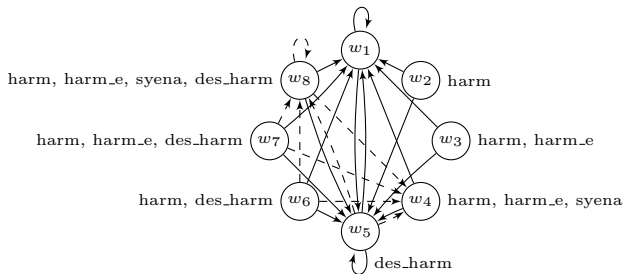 w1
harm, harm_e, syena, des_harm w8 w2 harm
harm, harm_e, des_harm w7 w3 harm, harm_e
harm, des_harm w6 w4 harm, harm_e, syena
w5
des_harm